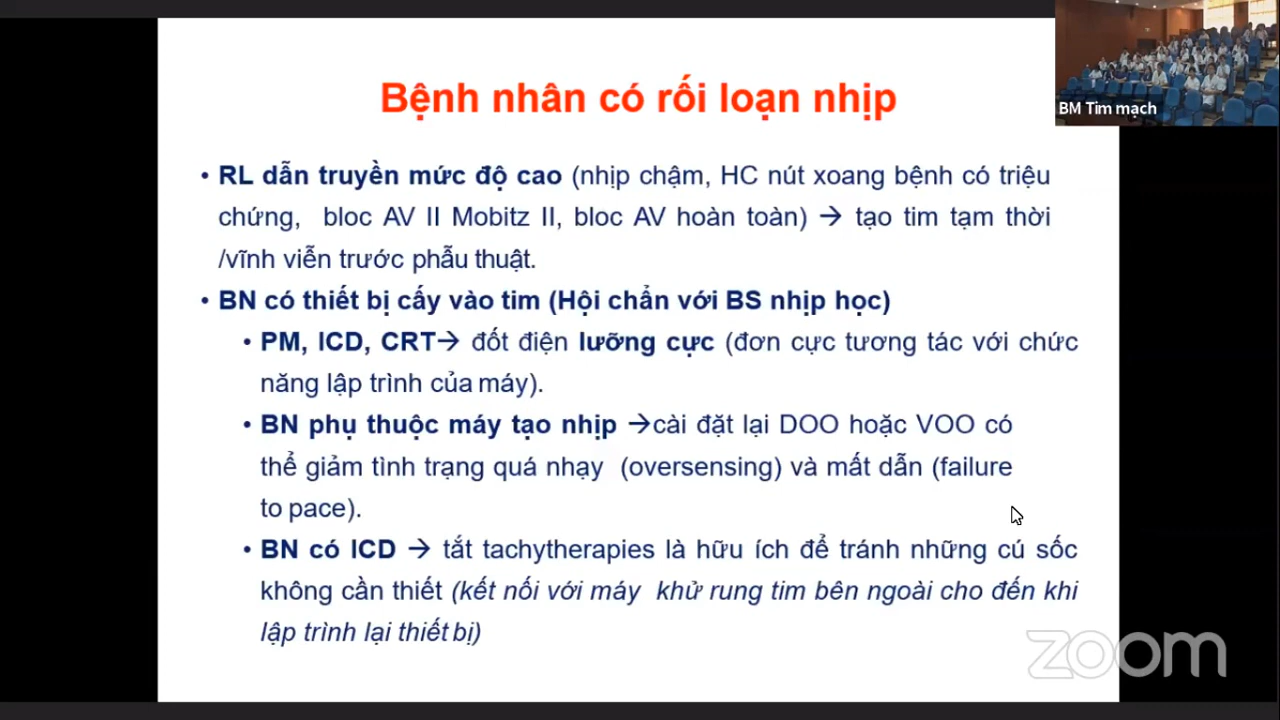 BM Tim mạch
Bệnh nhân có rối loạn nhịp
• RL dẫn truyền mức độ cao (nhịp chậm, HC nút xoang bệnh có triệu
chứng, bloc AV II Mobitz II, bloc AV hoàn toàn) → tạo tim tạm thời
/vĩnh viễn trước phẫu thuật.
• BN có thiết bị cấy vào tim (Hội chẩn với BS nhịp học)
• PM, ICD, CRT→ đốt điện lưỡng cực (đơn cực tương tác với chức
năng lập trình của máy).
• BN phụ thuộc máy tạo nhịp →cài đặt lại DOO hoặc VOO có
thể giảm tình trạng quá nhạy (oversensing) và mất dẫn (failure
to pace).
• BN có ICD → tắt tachytherapies là hữu ích để tránh những cú sốc
không cần thiết (kết nối với máy khử rung tim bên ngoài cho đến khi
lập trình lại thiết bị)
zoom